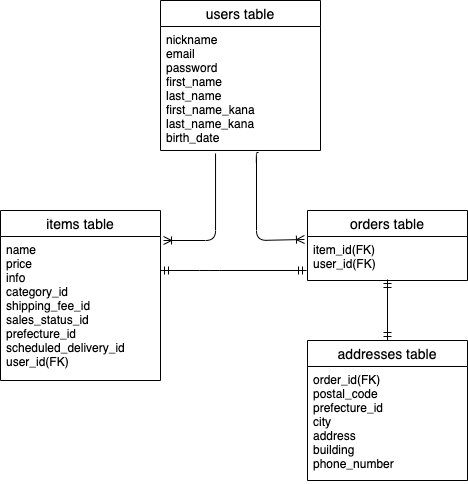 users table
nickname
email
password
first_name
last_name
first_name_kana
last_name_kana
birth_date
items table
name
price
info
category_id
shipping_fee_id
sales_status_id
prefecture_id
scheduled_delivery_id
user_id(FK)
orders table
item_id(FK)
user_id(FK)
addresses table
order_id(FK)
postal_code
prefecture_id
city
address
building
phone_number